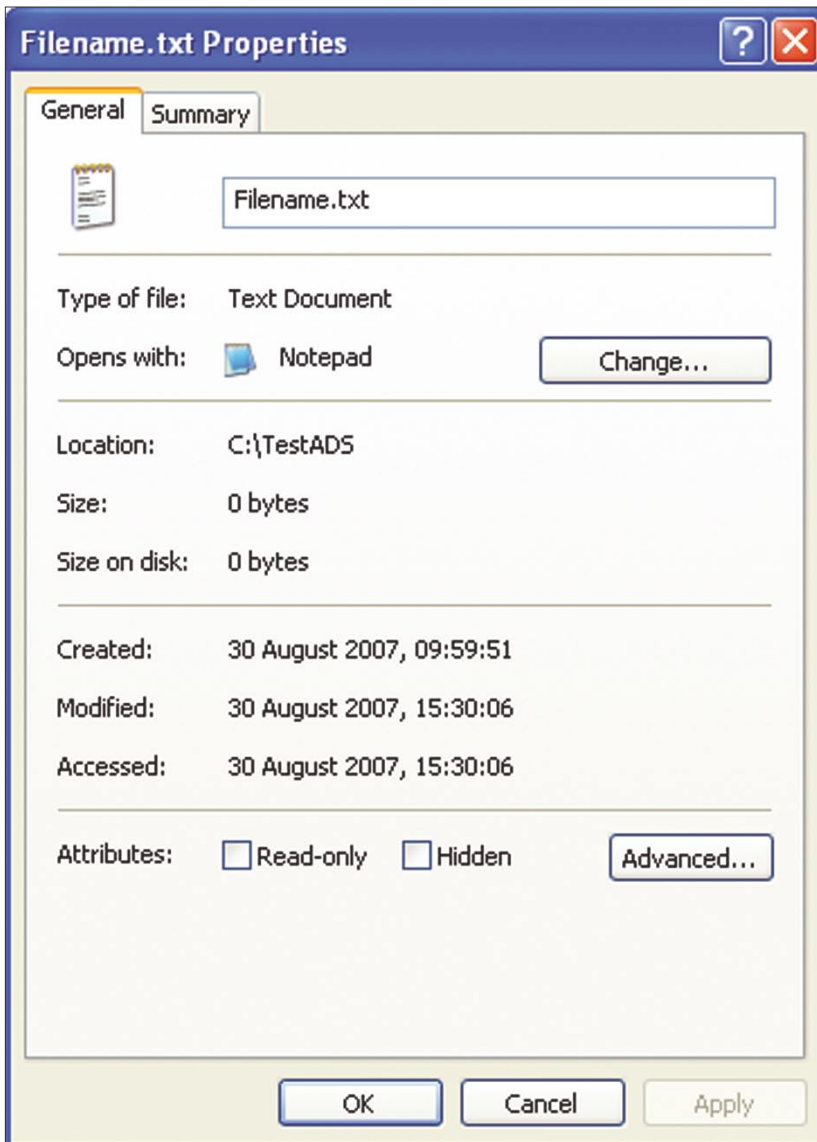 Filename.txt Properties
General Summary
Filename.txt
Type of file: Text Document
Opens with: Notepad Change...
Location: C:\TestADS
Size: 0 bytes
Size on disk: 0 bytes
Created: 30 August 2007, 09:59:51
Modified: 30 August 2007, 15:30:06
Accessed: 30 August 2007, 15:30:06
Attributes: Read-only Hidden Advanced...
OK Cancel Apply